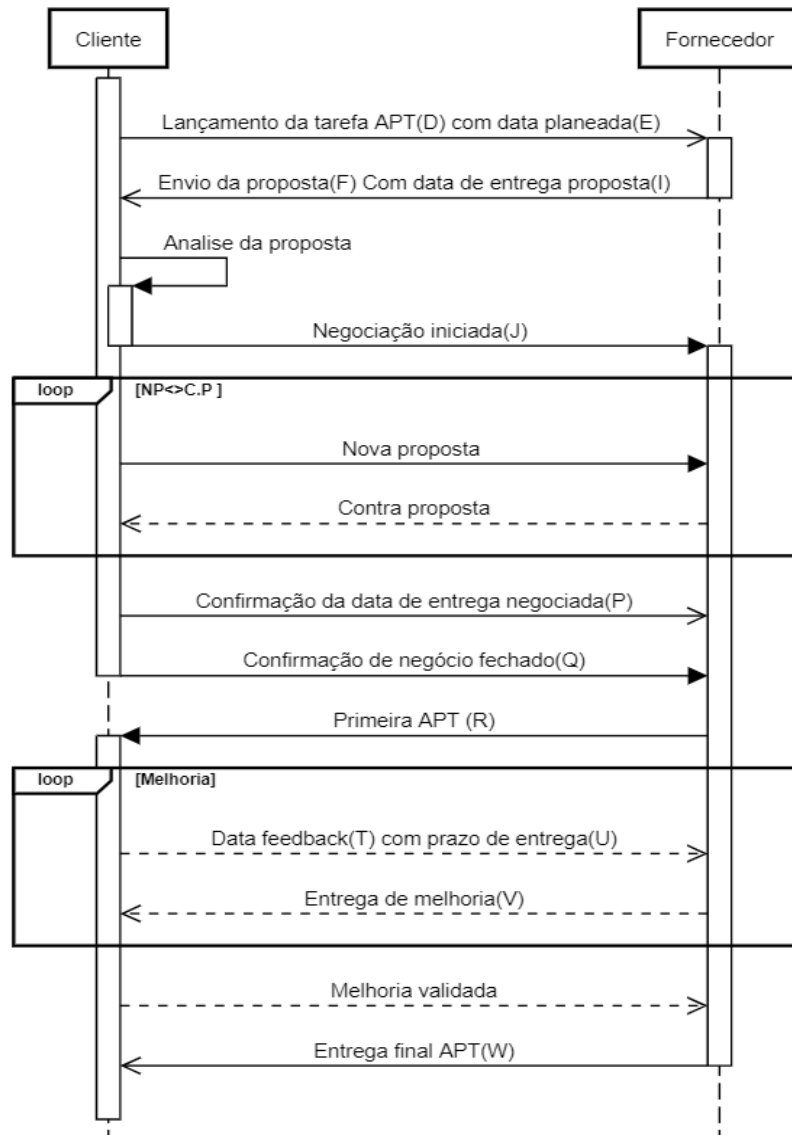 Cliente
Fornecedor
Lançamento da tarefa APT(D) com data planeada(E)
Envio da proposta(F) Com data de entrega proposta(I)
Analise da proposta
Negociação iniciada(J)
loop
[NP<>C.P ]
Nova proposta
Contra proposta
Confirmação da data de entrega negociada(P)
Confirmação de negócio fechado(Q)
Primeira APT (R)
loop
[Melhoria]
Data feedback(T) com prazo de entrega(U)
Entrega de melhoria(V)
Melhoria validada
Entrega final APT(W)